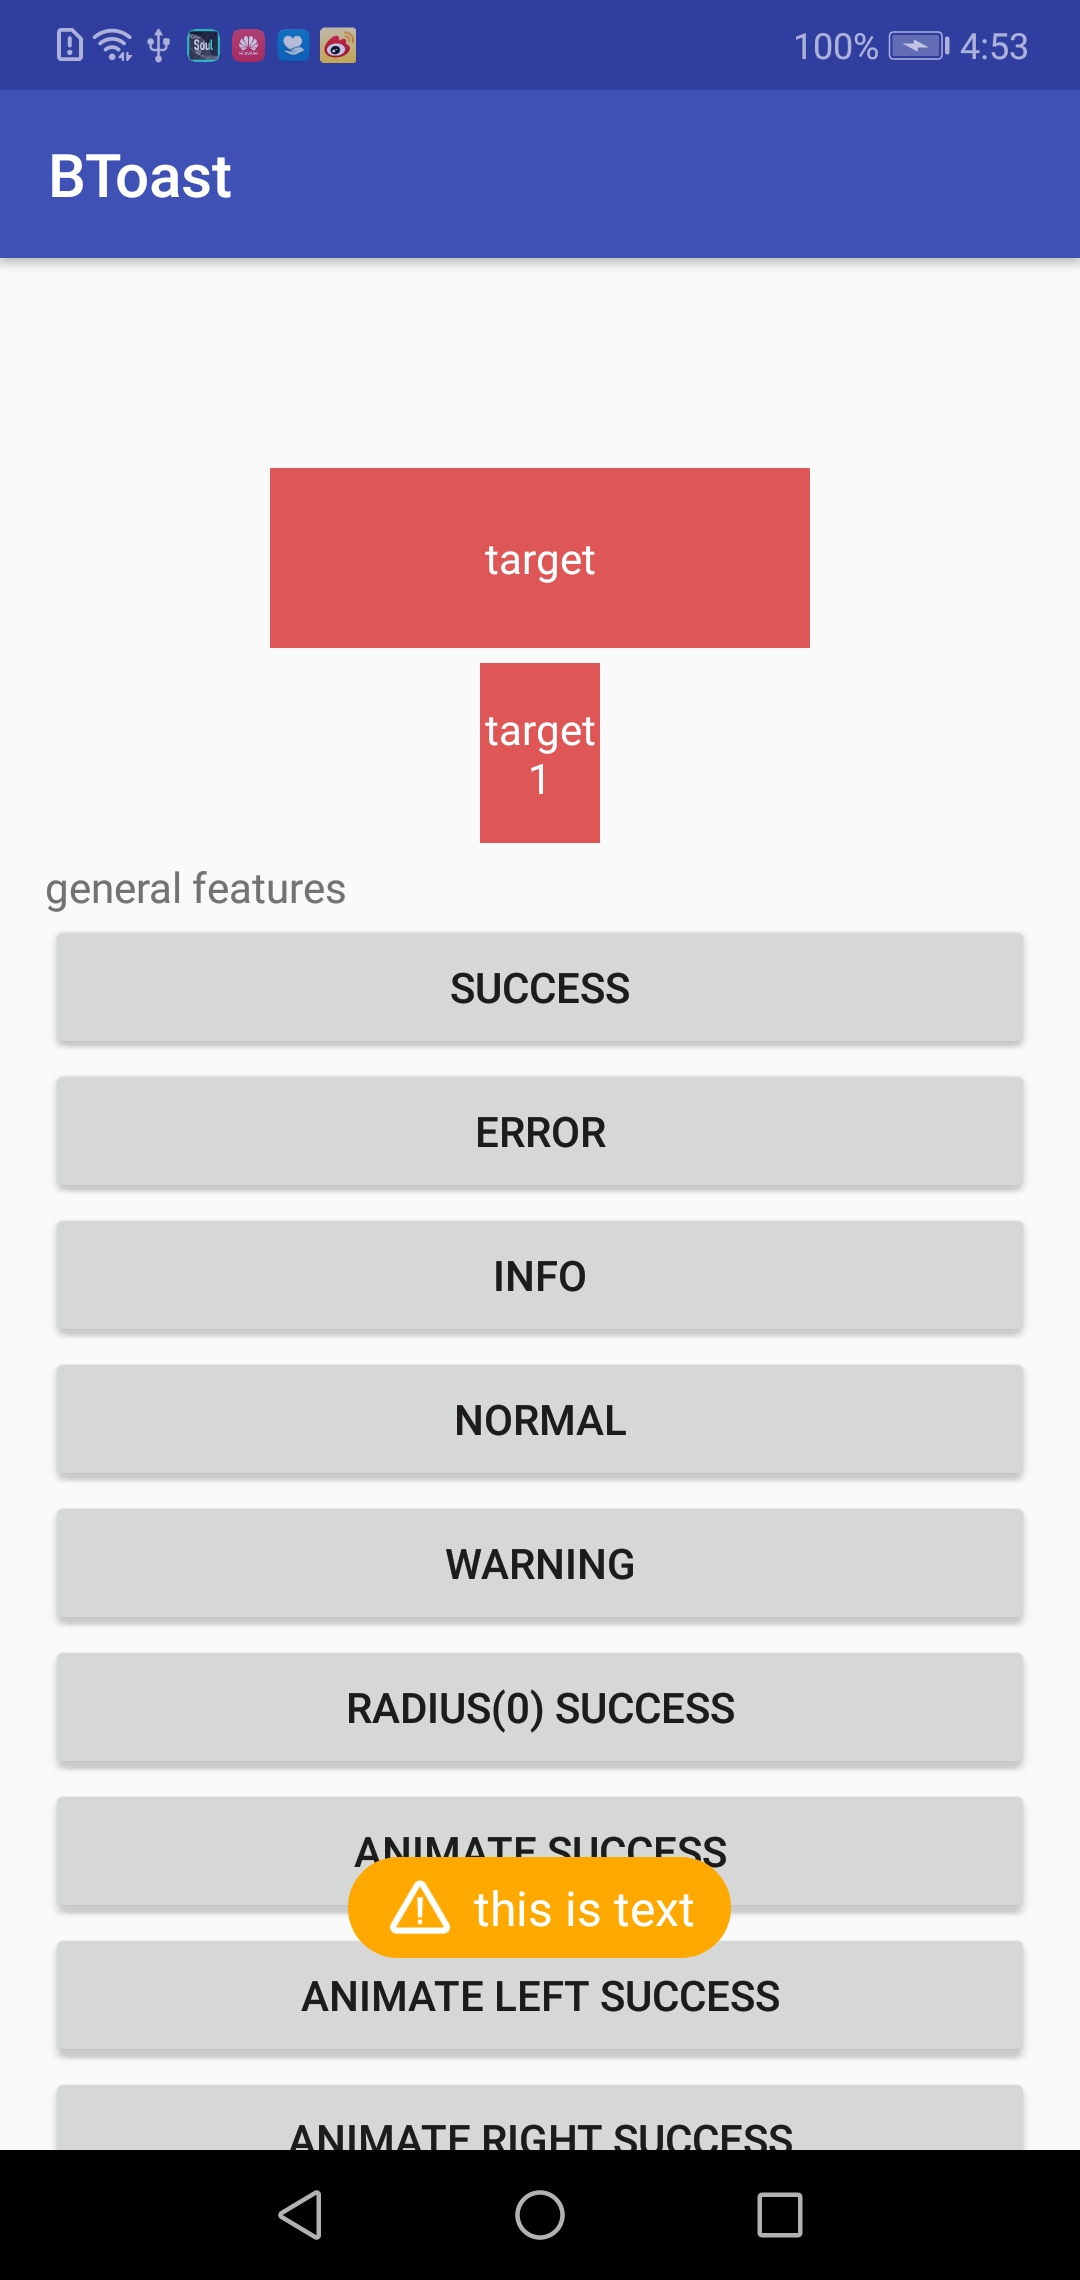 Soul
100% 4:53
BToast
target
target
1
general features
SUCCESS
ERROR
INFO
NORMAL
WARNING
RADIUS(0) SUCCESS
ANIMATE SUCCESS
this is text
ANIMATE LEFT SUCCESS
ANIMATE RIGHT SUCCESS